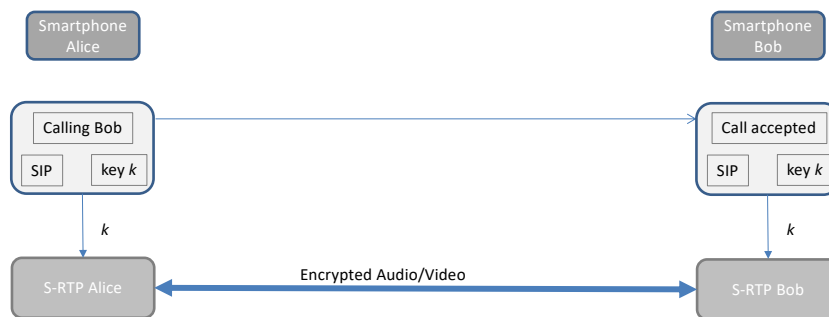 Smartphone
Alice
Smartphone
Bob
Calling Bob
Call accepted
SIP
key k
SIP
key k
k
k
Encrypted Audio/Video
S-RTP Alice
S-RTP Bob